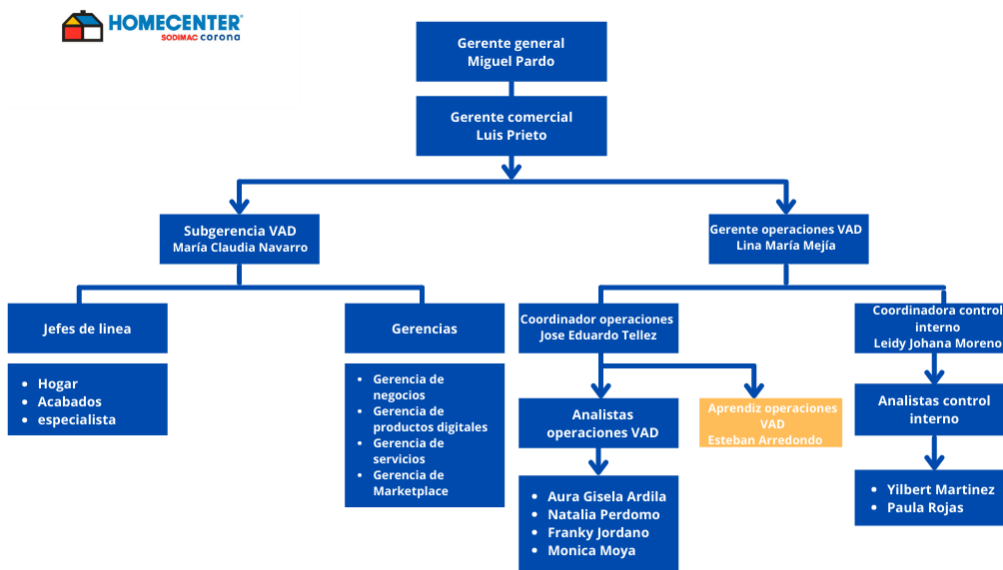 HOMECENTER
SODIMAC corona
Gerente general
Miguel Pardo
Gerente comercial
Luis Prieto
Subgerencia VAD
María Claudia Navarro
Gerente operaciones VAD
Lina María Mejía
Jefes de linea
Gerencias
Coordinador operaciones
Jose Eduardo Tellez
Coordinadora control
interno
Leidy Johana Moreno
• Hogar
• Acabados
• especialista
• Gerencia de
negocios
• Gerencia de
productos digitales
• Gerencia de
servicios
• Gerencia de
Marketplace
Analistas
operaciones VAD
Aprendiz operaciones
VAD
Esteban Arredondo
Analistas control
interno
• Aura Gisela Ardila
• Natalia Perdomo
• Franky Jordano
• Monica Moya
• Yilbert Martinez
• Paula Rojas